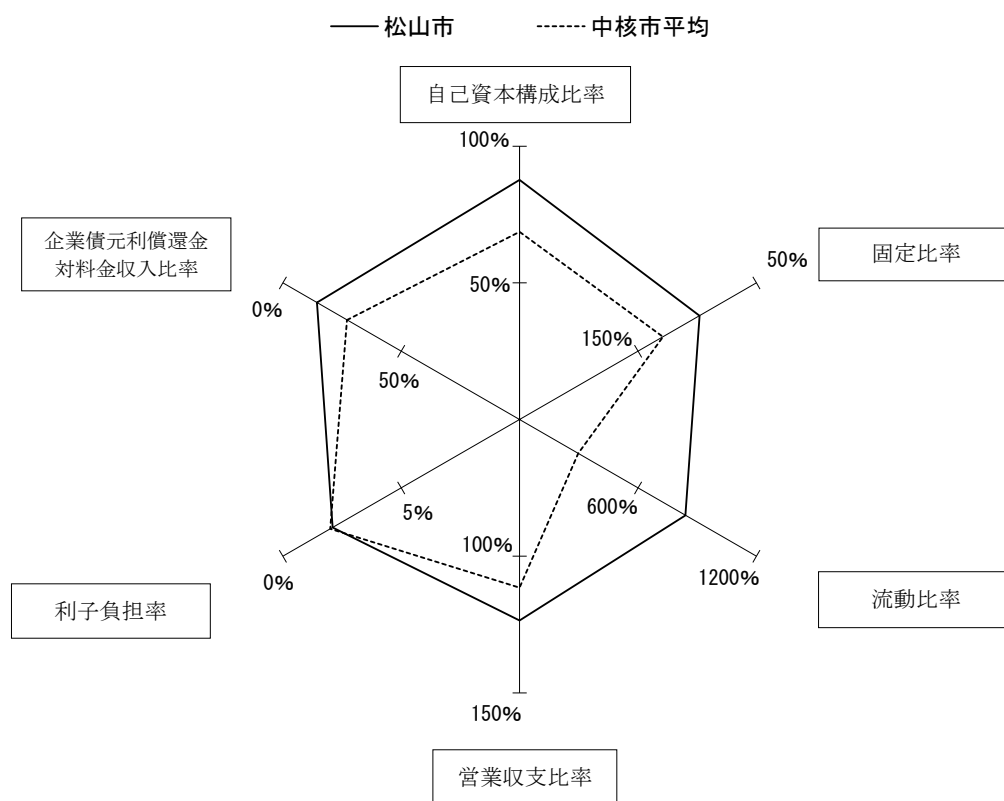 松山市
中核市平均
自己資本構成比率
100%
50%
企業債元利償還金
対料金収入比率
0%
50%
固定比率
50%
150%
利子負担率
0%
5%
流動比率
600%
1200%
100%
150%
営業収支比率